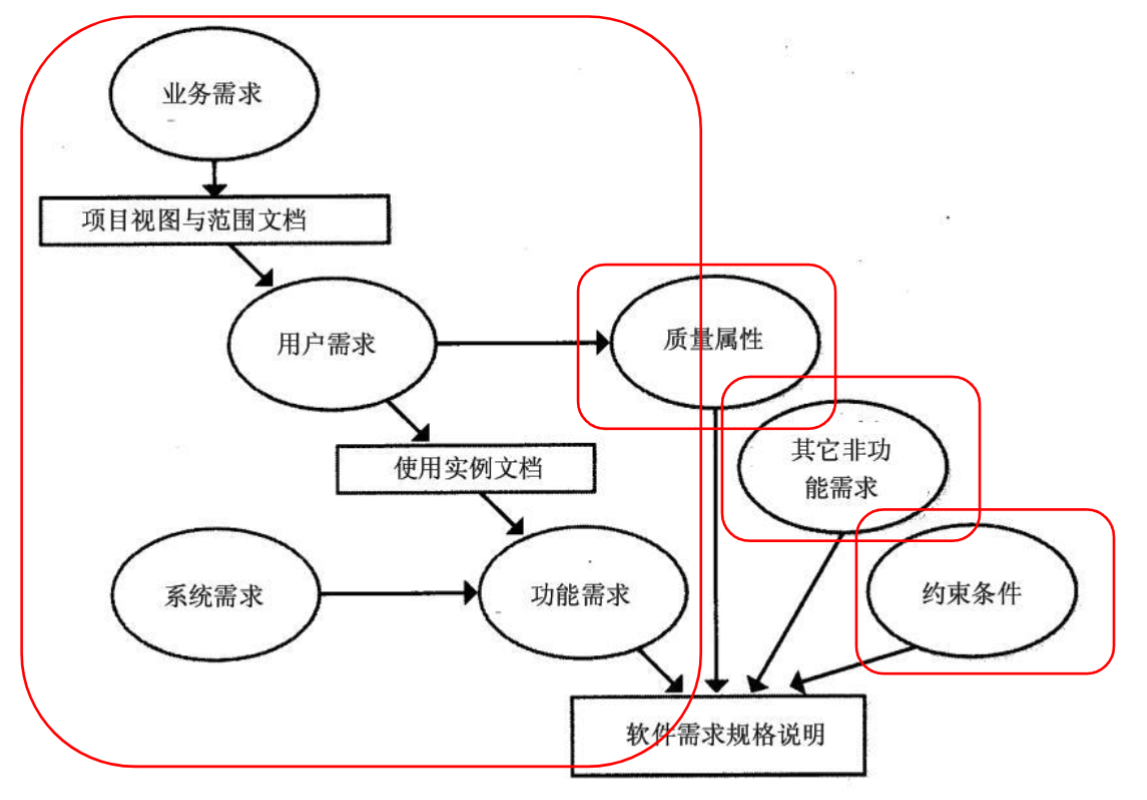 业务需求
项目视图与范围文档
用户需求
质量属性
使用实例文档
其它非功
能需求
系统需求
功能需求
约束条件
软件需求规格说明